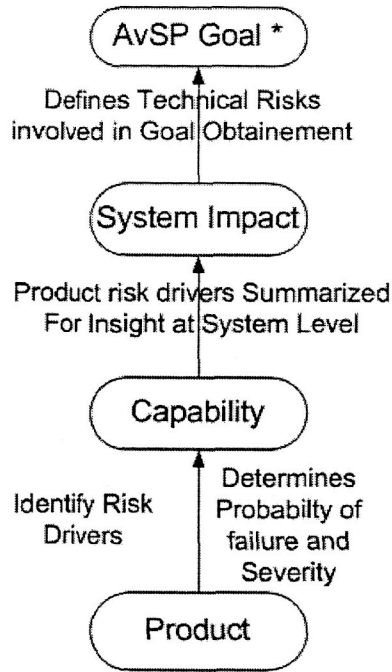 AvSP Goal *
Defines Technical Risks
involved in Goal Obtainement
System Impact
Product risk drivers Summarized
For Insight at System Level
Capability
Identify Risk
Drivers
Determines
Probabilty of
failure and
Severity
Product